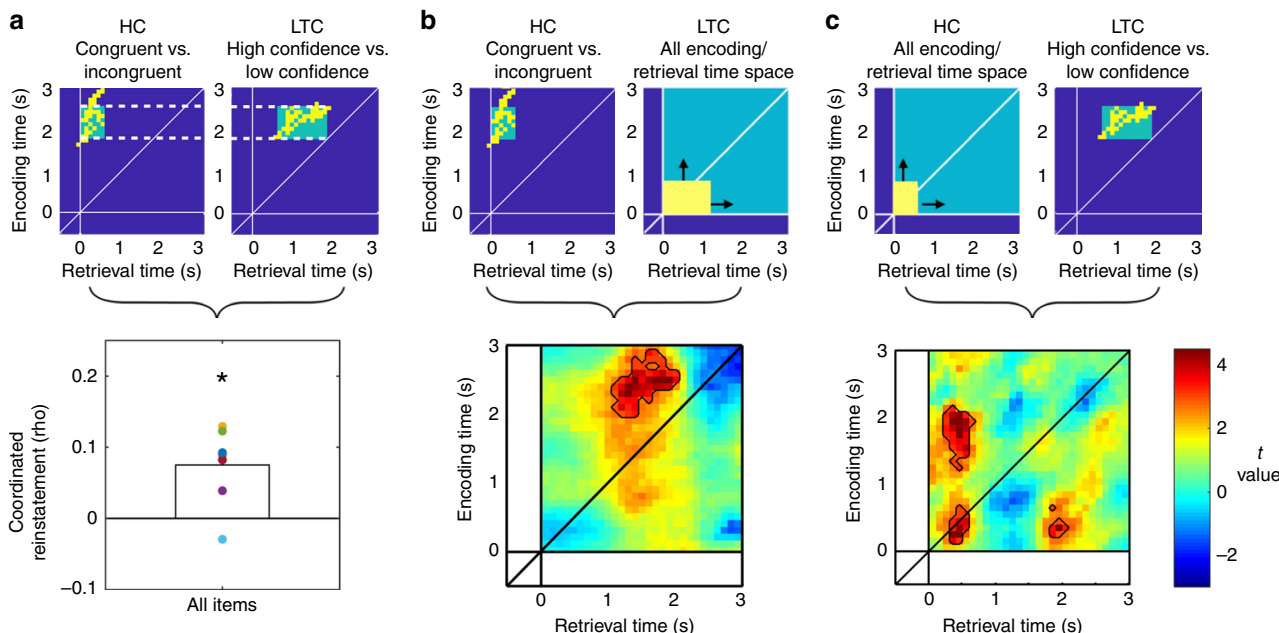 a
HC
Congruent vs.
incongruent
LTC
High confidence vs.
low confidence
Encoding time (s)
3
2
1
0
0 1 2 3
0 1 2 3
Retrieval time (s)
Retrieval time (s)
Coordinated
reinstatement (rho)
0.2
0.1
0
–0.1
*
All items
b
HC
Congruent vs.
incongruent
LTC
All encoding/
retrieval time space
Encoding time (s)
3
2
1
0
0 1 2 3
0 1 2 3
Retrieval time (s)
Retrieval time (s)
Encoding time (s)
3
2
1
0
0 1 2 3
Retrieval time (s)
c
HC
All encoding/
retrieval time space
LTC
High confidence vs.
low confidence
Encoding time (s)
3
2
1
0
0 1 2 3
0 1 2 3
Retrieval time (s)
Retrieval time (s)
Encoding time (s)
3
2
1
0
0 1 2 3
Retrieval time (s)
4
2
0
–2
t
value